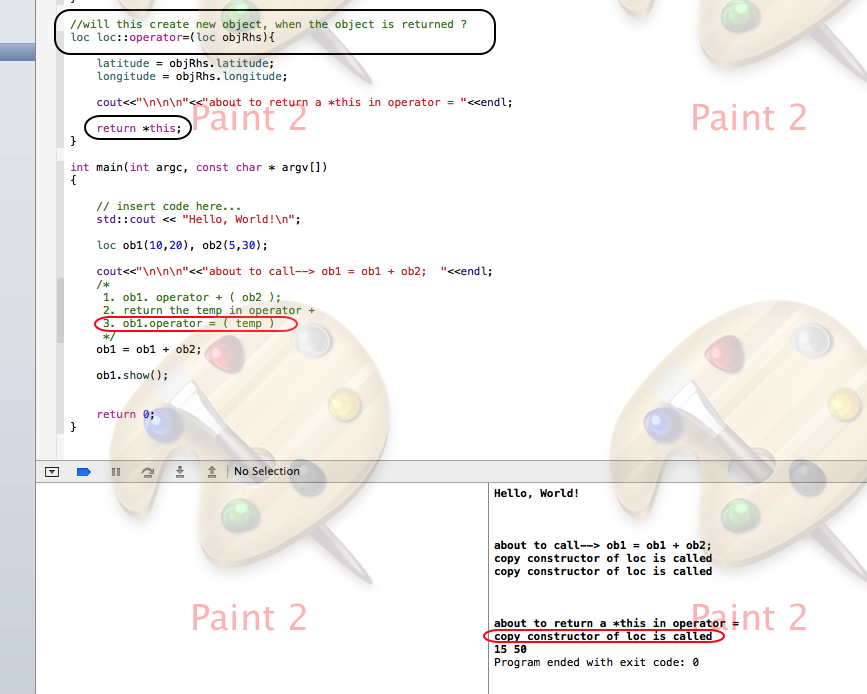 }
//will this create new object, when the object is returned ?
loc loc::operator=(loc objRhs){
latitude = objRhs.latitude;
longitude = objRhs.longitude;
cout<<"\n\n\n"<<"about to return a *this in operator = "<<endl;
return *this;
}
int main(int argc, const char * argv[])
{
// insert code here...
std::cout << "Hello, World!\n";
loc ob1(10,20), ob2(5,30);
cout<<"\n\n\n"<<"about to call--> ob1 = ob1 + ob2;  "<<endl;
/*
1. ob1. operator + ( ob2 );
2. return the temp in operator +
3. ob1.operator = ( temp )
*/
ob1 = ob1 + ob2;
ob1.show();
return 0;
}
No Selection
Hello, World!
about to call--> ob1 = ob1 + ob2;
copy constructor of loc is called
copy constructor of loc is called
about to return a *this in operator =
copy constructor of loc is called
15 50
Program ended with exit code: 0
Paint 2
Paint 2
Paint 2
Paint 2